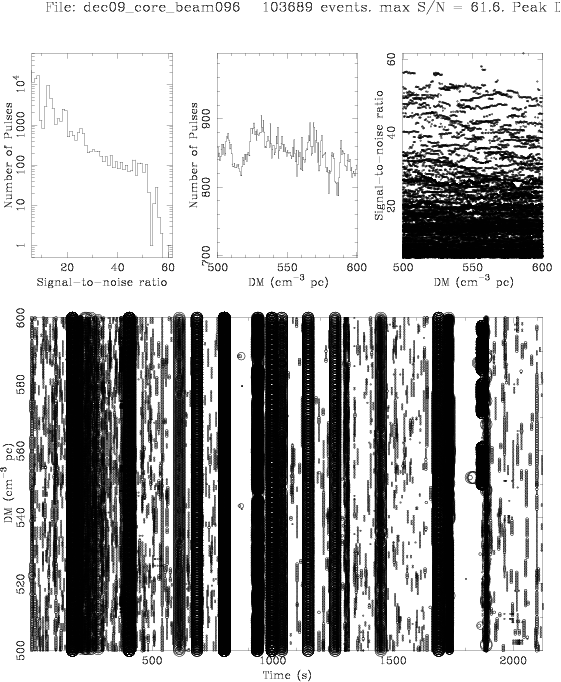 File: dec09_core_beam096 103689 events. max S/N = 61.6. Peak D
Number of Pulses
10⁴
1000
100
10
1
20 40 60
Signal-to-noise ratio
Number of Pulses
900
800
700
500 550 600
DM (cm⁻³ pc)
Signal-to-noise ratio
60
40
20
500 550 600
DM (cm⁻³ pc)
DM (cm⁻³ pc)
600
580
560
540
520
500
500 1000 1500 2000
Time (s)